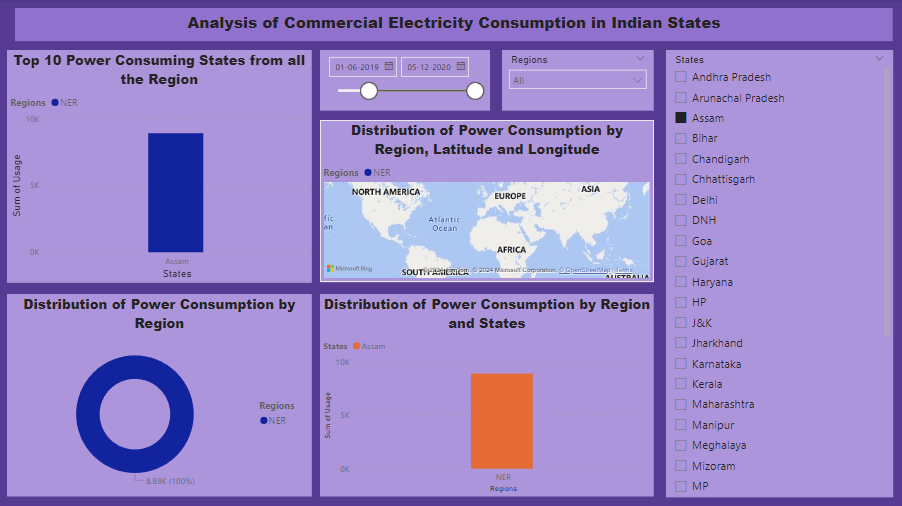 Analysis of Commercial Electricity Consumption in Indian States
Top 10 Power Consuming States from all
the Region
Regions NER
10K
5K
0K
Sum of Usage
Assam
States
01-06-2019
05-12-2020
Regions
All
Distribution of Power Consumption by
Region, Latitude and Longitude
Regions NER
NORTH AMERICA
EUROPE
ASIA
Atlantic
Ocean
AFRICA
Microsoft Bing
SOUTH AMERICA
© 2024 Microsoft Corporation, © OpenStreetMap Terms
AUSTRALIA
Distribution of Power Consumption by
Region
Regions
NER
8.89K (100%)
Distribution of Power Consumption by Region
and States
States Assam
10K
5K
0K
Sum of Usage
NER
Regions
States
Andhra Pradesh
Arunachal Pradesh
Assam
Bihar
Chandigarh
Chhattisgarh
Delhi
DNH
Goa
Gujarat
Haryana
HP
J&K
Jharkhand
Karnataka
Kerala
Maharashtra
Manipur
Meghalaya
Mizoram
MP